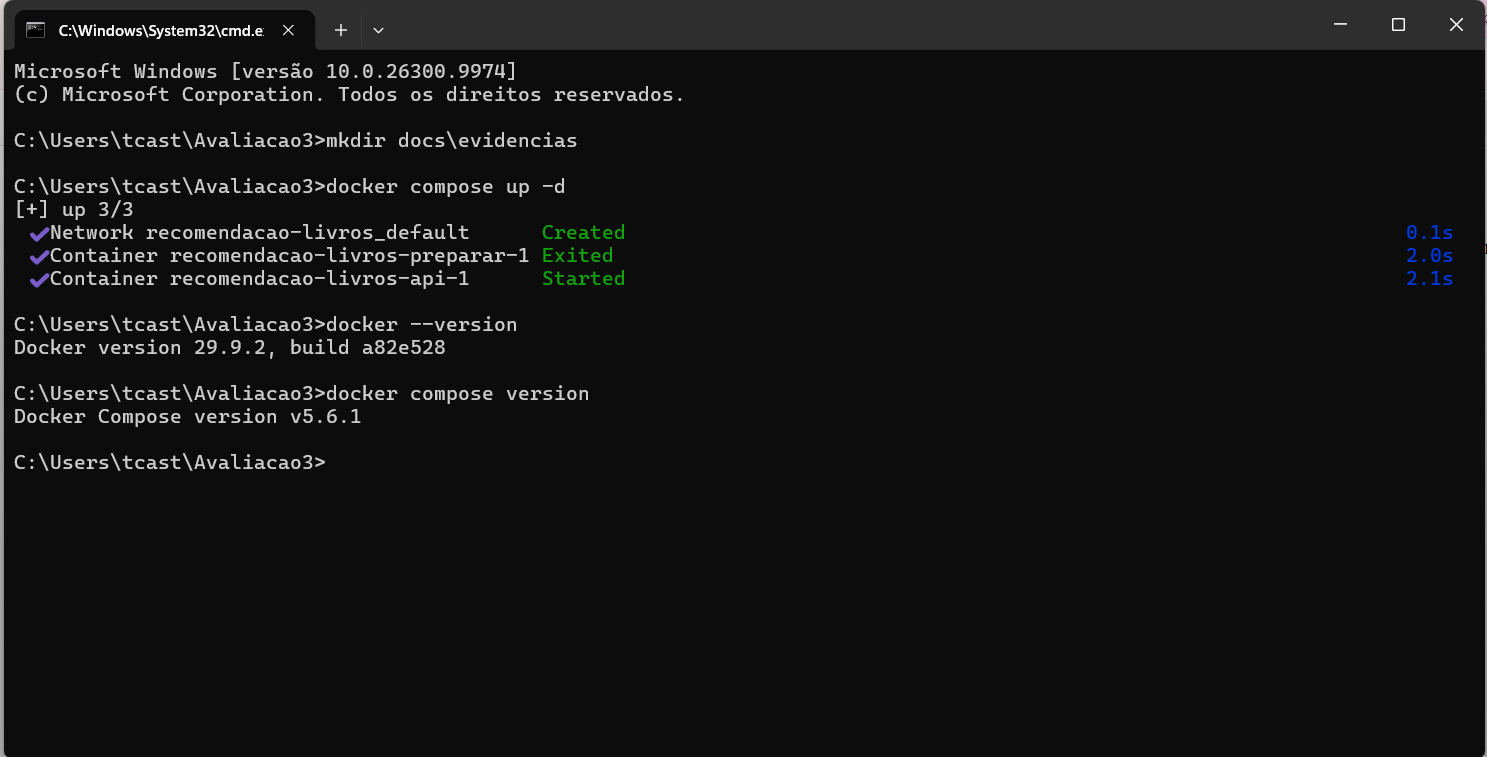 C:\Windows\System32\cmd.e
Microsoft Windows [versão 10.0.26300.9974]
(c) Microsoft Corporation. Todos os direitos reservados.
C:\Users\tcast\Avaliacao3>mkdir docs\evidencias
C:\Users\tcast\Avaliacao3>docker compose up -d
[+] up 3/3
✔Network recomendacao-livros_default Created 0.1s
✔Container recomendacao-livros-preparar-1 Exited 2.0s
✔Container recomendacao-livros-api-1 Started 2.1s
C:\Users\tcast\Avaliacao3>docker --version
Docker version 29.9.2, build a82e528
C:\Users\tcast\Avaliacao3>docker compose version
Docker Compose version v5.6.1
C:\Users\tcast\Avaliacao3>